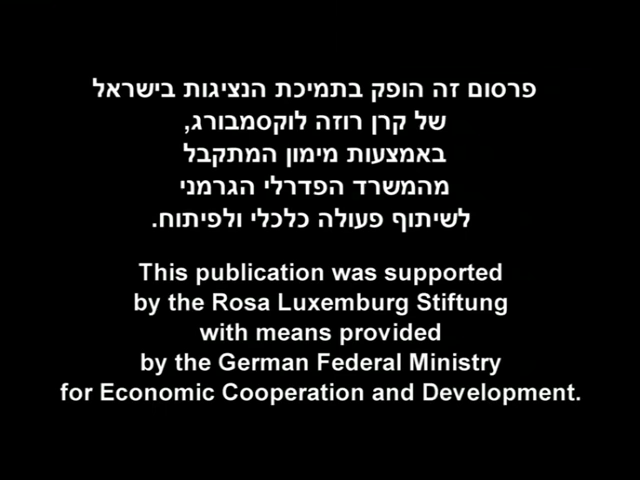 פרסום זה הופק בתמיכת הנציגות בישראל
של קרן רוזה לוקסמבורג,
באמצעות מימון המתקבל
מהמשרד הפדרלי הגרמני
לשיתוף פעולה כלכלי ולפיתוח.
This publication was supported
by the Rosa Luxemburg Stiftung
with means provided
by the German Federal Ministry
for Economic Cooperation and Development.